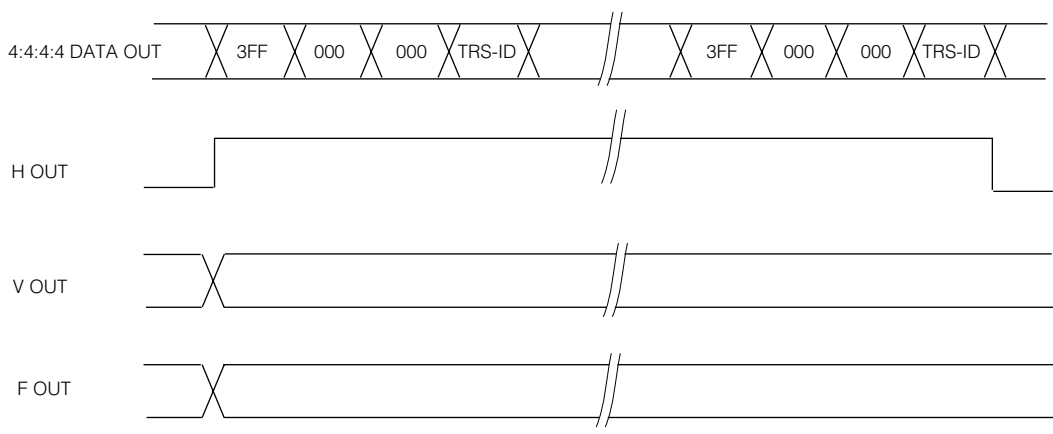 4:4:4:4 DATA OUT 3FF 000 000 TRS-ID 3FF 000 000 TRS-ID
H OUT
V OUT
F OUT